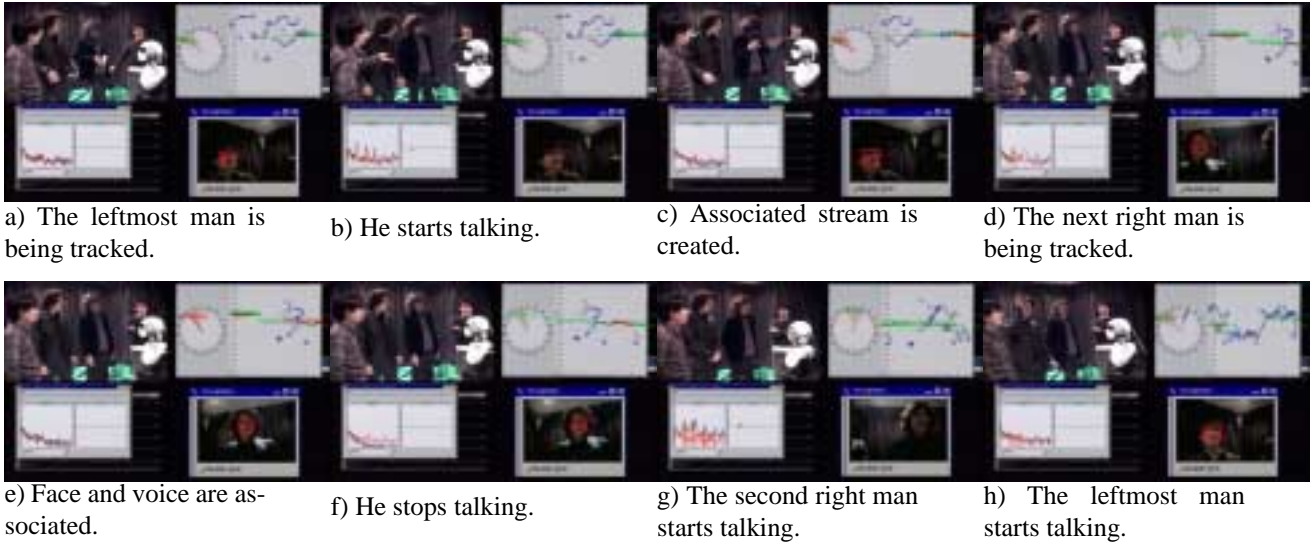 a) The leftmost man is
being tracked.
b) He starts talking.
c) Associated stream is
created.
d) The next right man is
being tracked.
e) Face and voice are as-
sociated.
f) He stops talking.
g) The second right man
starts talking.
h) The leftmost man
starts talking.